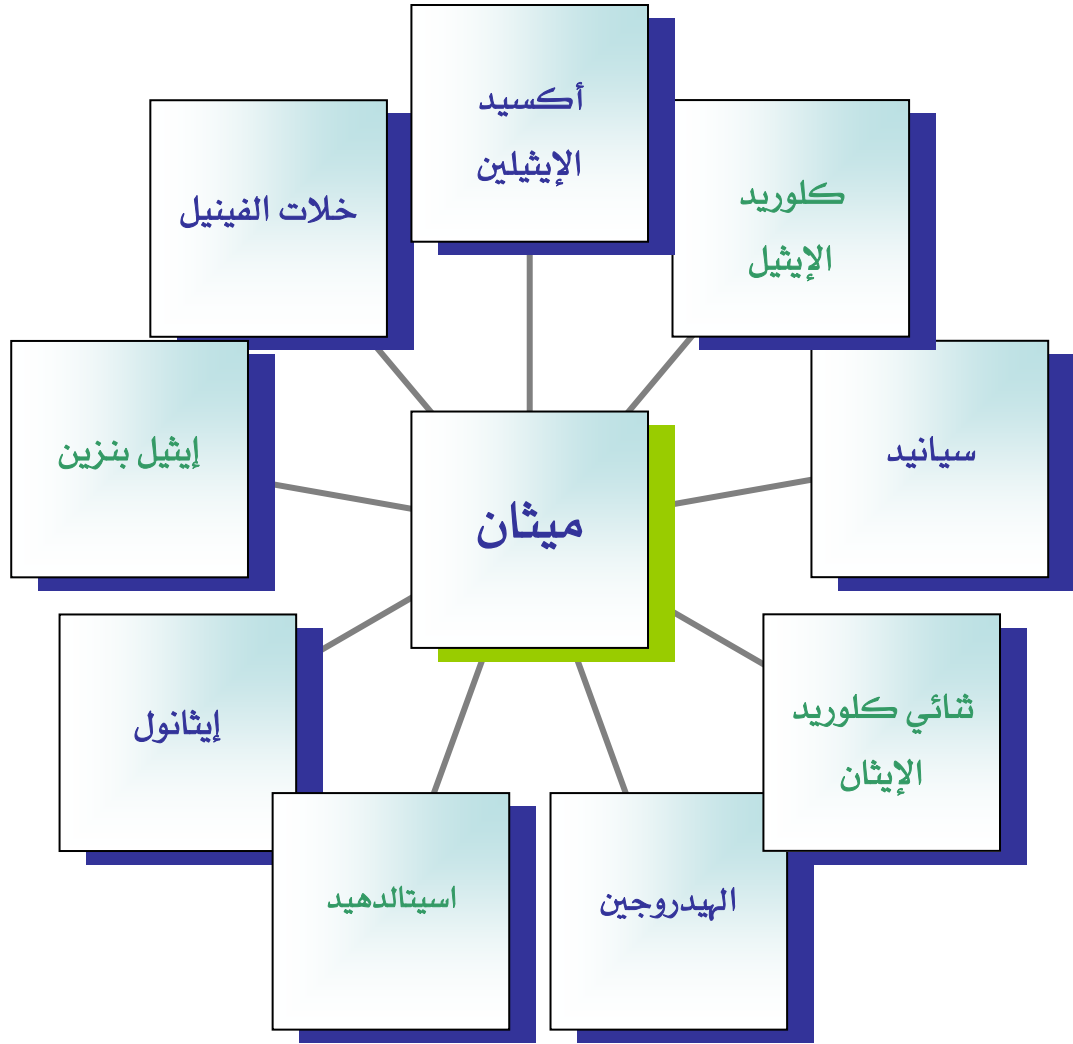 أكسيد
الإيثيلين
كلوريد
الإيثيل
سيانيد
ثنائي كلوريد
الإيثان
الهيدروجين
اسيتالدهيد
إيثانول
إيثيل بنزين
خلات الفينيل
ميثان